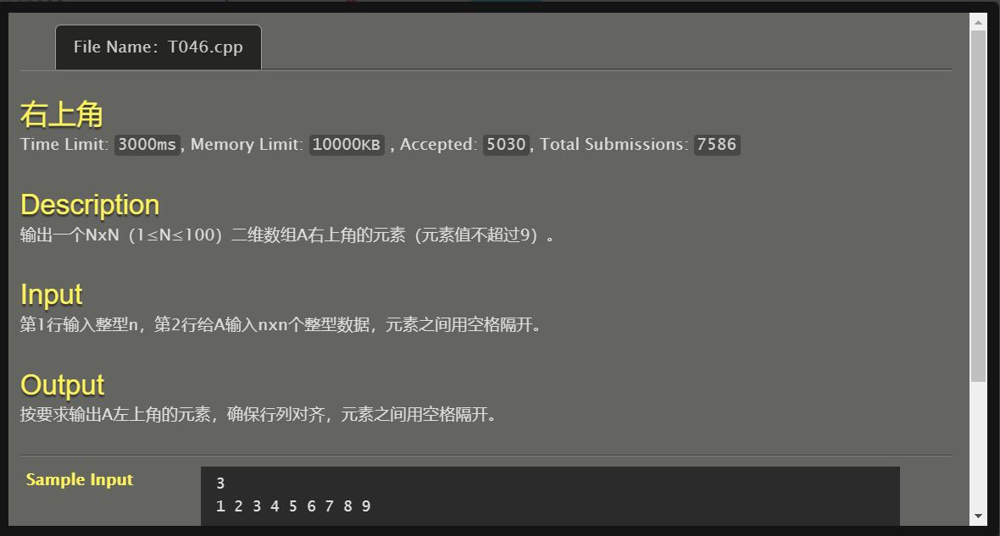 File Name：T046.cpp
右上角
Time Limit: 3000ms, Memory Limit: 10000KB , Accepted: 5030, Total Submissions: 7586
Description
输出一个NxN（1≤N≤100）二维数组A右上角的元素（元素值不超过9）。
Input
第1行输入整型n，第2行给A输入nxn个整型数据，元素之间用空格隔开。
Output
按要求输出A左上角的元素，确保行列对齐，元素之间用空格隔开。
Sample Input
3
1 2 3 4 5 6 7 8 9